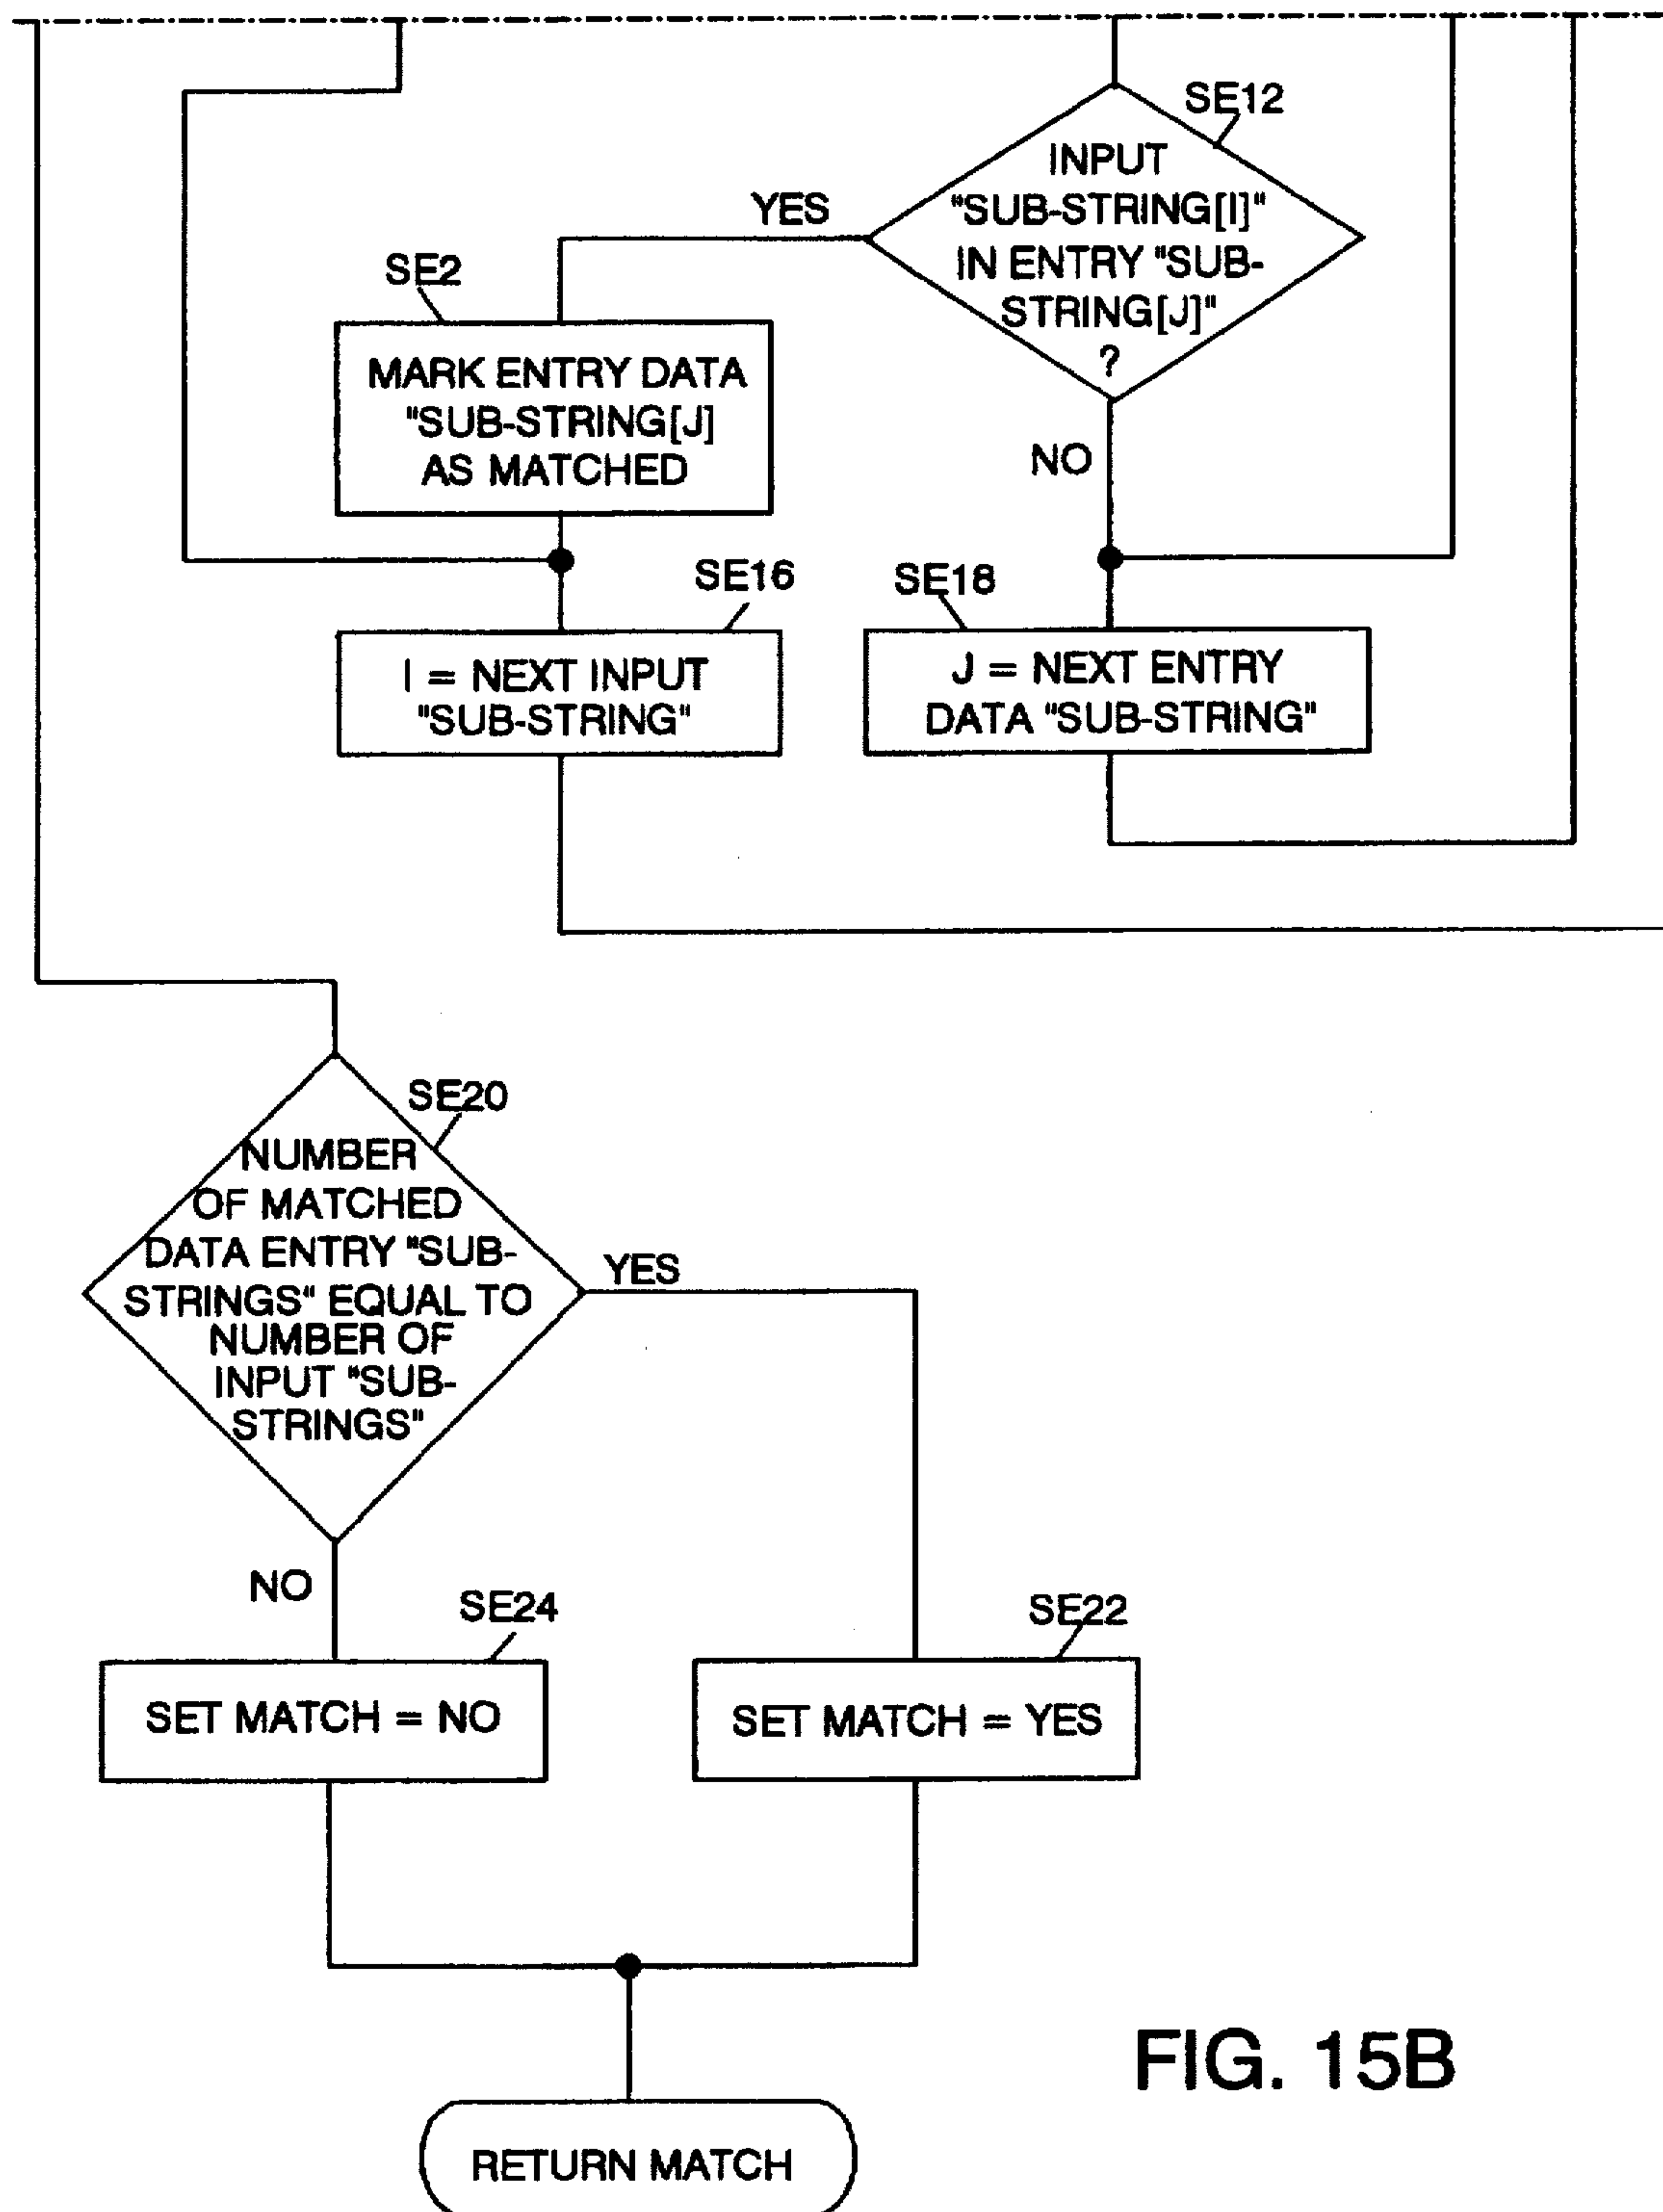 SE12
INPUT
"SUB-STRING[I]"
IN ENTRY "SUB-
STRING[J]"
?
YES
NO
SE2
MARK ENTRY DATA
"SUB-STRING[J]
AS MATCHED
SE16
I = NEXT INPUT
"SUB-STRING"
SE18
J = NEXT ENTRY
DATA "SUB-STRING"
SE20
NUMBER
OF MATCHED
DATA ENTRY "SUB-
STRINGS" EQUAL TO
NUMBER OF
INPUT "SUB-
STRINGS"
YES
NO
SE24
SET MATCH = NO
SE22
SET MATCH = YES
RETURN MATCH
FIG. 15B